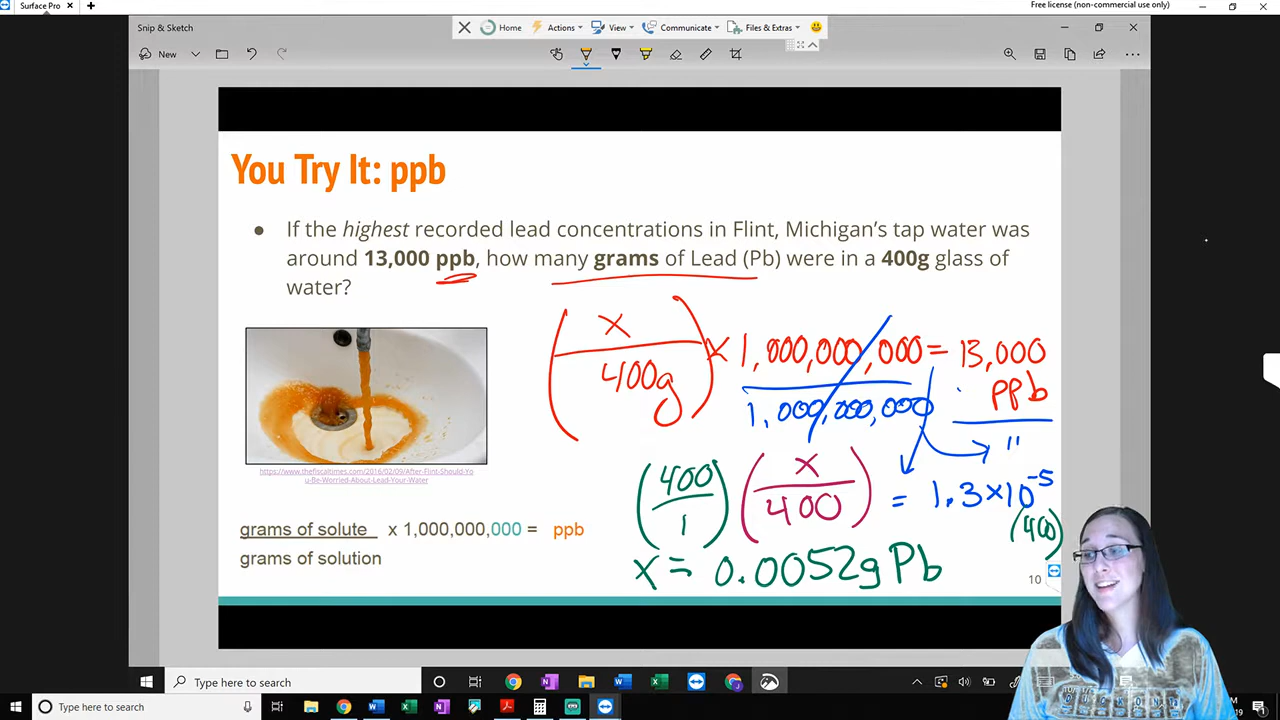 Surface Pro
Free license (non-commercial use only)
Snip & Sketch
Home
Actions
View
Communicate
Files & Extras
New
You Try It: ppb
If the highest recorded lead concentrations in Flint, Michigan's tap water was
around 13,000 ppb, how many grams of Lead (Pb) were in a 400g glass of
water?
(x / 400g) x 1,000,000,000 = 13,000 ppb
1,000,000,000
"
(400 / 1) (x / 400) = 1.3x10⁻⁵
(400)
x = 0.0052g Pb
https://www.thefiscaltimes.com/2016/02/09/After-Flint-Should-Yo
u-Be-Worried-About-Lead-Your-Water
grams of solute x 1,000,000,000 = ppb
grams of solution
10
Type here to search
Type here to search